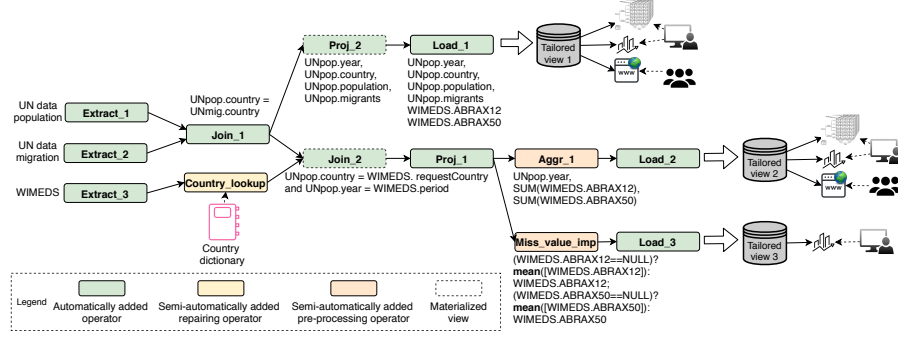 Proj_2
Load_1
UNpop.year,
UNpop.country,
UNpop.population,
UNpop.migrants
UNpop.year,
UNpop.country,
UNpop.population,
UNpop.migrants
WIMEDS.ABRAX12
WIMEDS.ABRAX50
Tailored
view 1
www
UN data
population
Extract_1
UN data
migration
Extract_2
UNpop.country =
UNmig.country
Join_1
WIMEDS
Extract_3
Country_lookup
Country
dictionary
Join_2
UNpop.country = WIMEDS. requestCountry
and UNpop.year = WIMEDS.period
Proj_1
Aggr_1
UNpop.year,
SUM(WIMEDS.ABRAX12),
SUM(WIMEDS.ABRAX50)
Load_2
Tailored
view 2
www
Miss_value_imp
(WIMEDS.ABRAX12==NULL)?
mean([WIMEDS.ABRAX12]):
WIMEDS.ABRAX12;
(WIMEDS.ABRAX50==NULL)?
mean([WIMEDS.ABRAX50]):
WIMEDS.ABRAX50
Load_3
Tailored
view 3
Legend
Automatically added
operator
Semi-automatically added
repairing operator
Semi-automatically added
pre-processing operator
Materialized
view